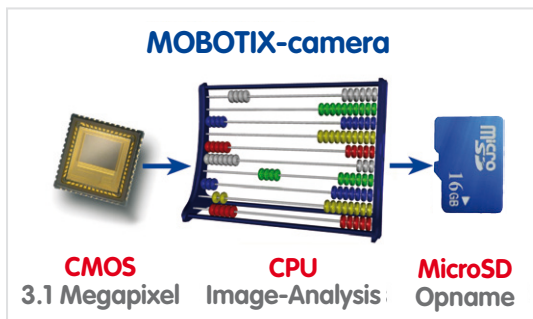 MOBOTIX-camera
micro
SD
16GB
CMOS
CPU
MicroSD
3.1 Megapixel
Image-Analysis
Opname